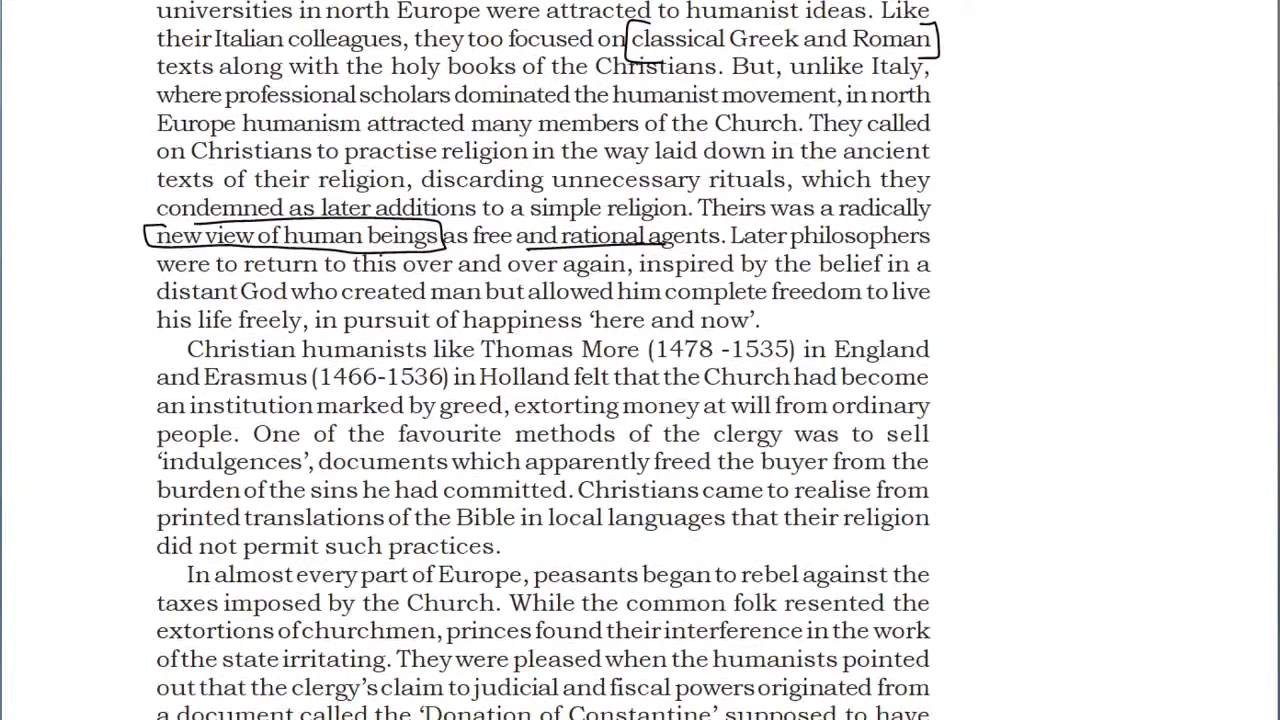 universities in north Europe were attracted to humanist ideas. Like
their Italian colleagues, they too focused on classical Greek and Roman
texts along with the holy books of the Christians. But, unlike Italy,
where professional scholars dominated the humanist movement, in north
Europe humanism attracted many members of the Church. They called
on Christians to practise religion in the way laid down in the ancient
texts of their religion, discarding unnecessary rituals, which they
condemned as later additions to a simple religion. Theirs was a radically
new view of human beings as free and rational agents. Later philosophers
were to return to this over and over again, inspired by the belief in a
distant God who created man but allowed him complete freedom to live
his life freely, in pursuit of happiness ‘here and now’.
Christian humanists like Thomas More (1478 -1535) in England
and Erasmus (1466-1536) in Holland felt that the Church had become
an institution marked by greed, extorting money at will from ordinary
people. One of the favourite methods of the clergy was to sell
‘indulgences’, documents which apparently freed the buyer from the
burden of the sins he had committed. Christians came to realise from
printed translations of the Bible in local languages that their religion
did not permit such practices.
In almost every part of Europe, peasants began to rebel against the
taxes imposed by the Church. While the common folk resented the
extortions of churchmen, princes found their interference in the work
of the state irritating. They were pleased when the humanists pointed
out that the clergy’s claim to judicial and fiscal powers originated from
a document called the ‘Donation of Constantine’ supposed to have